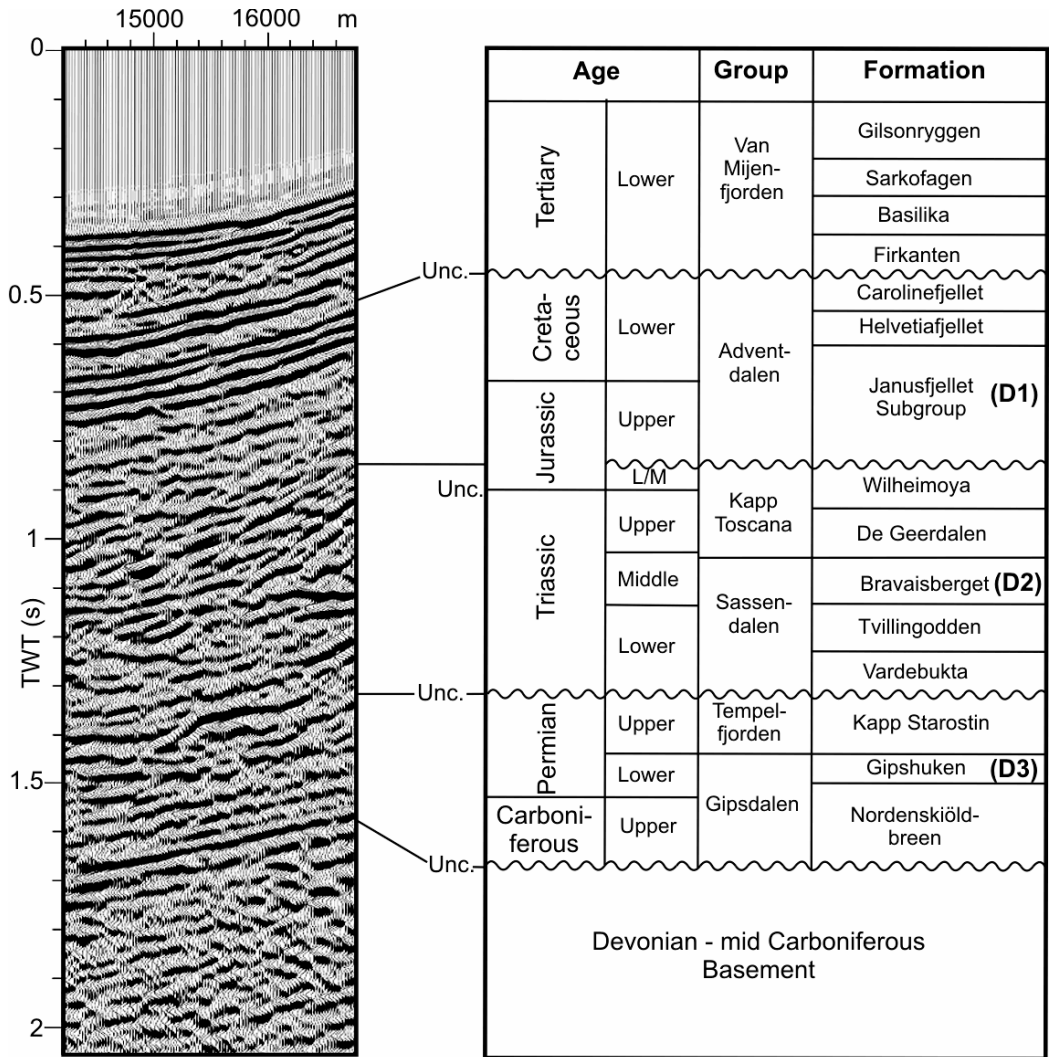 15000 16000 m
0
0.5
1
1.5
2
TWT (s)
Unc.
Unc.
Unc.
Unc.
Age Group Formation
Tertiary
Lower
Van
Mijen-
fjorden
Gilsonryggen
Sarkofagen
Basilika
Firkanten
Creta-
ceous
Lower
Advent-
dalen
Carolinefjellet
Helvetiafjellet
Janusfjellet
Subgroup
(D1)
Jurassic
Upper
L/M
Kapp
Toscana
Wilheimoya
De Geerdalen
Triassic
Upper
Middle
Lower
Sassen-
dalen
Bravaisberget (D2)
Tvillingodden
Vardebukta
Permian
Upper
Lower
Tempel-
fjorden
Kapp Starostin
Gipsdalen
Gipshuken (D3)
Carboni-
ferous
Upper
Nordenskiöld-
breen
Devonian - mid Carboniferous
Basement